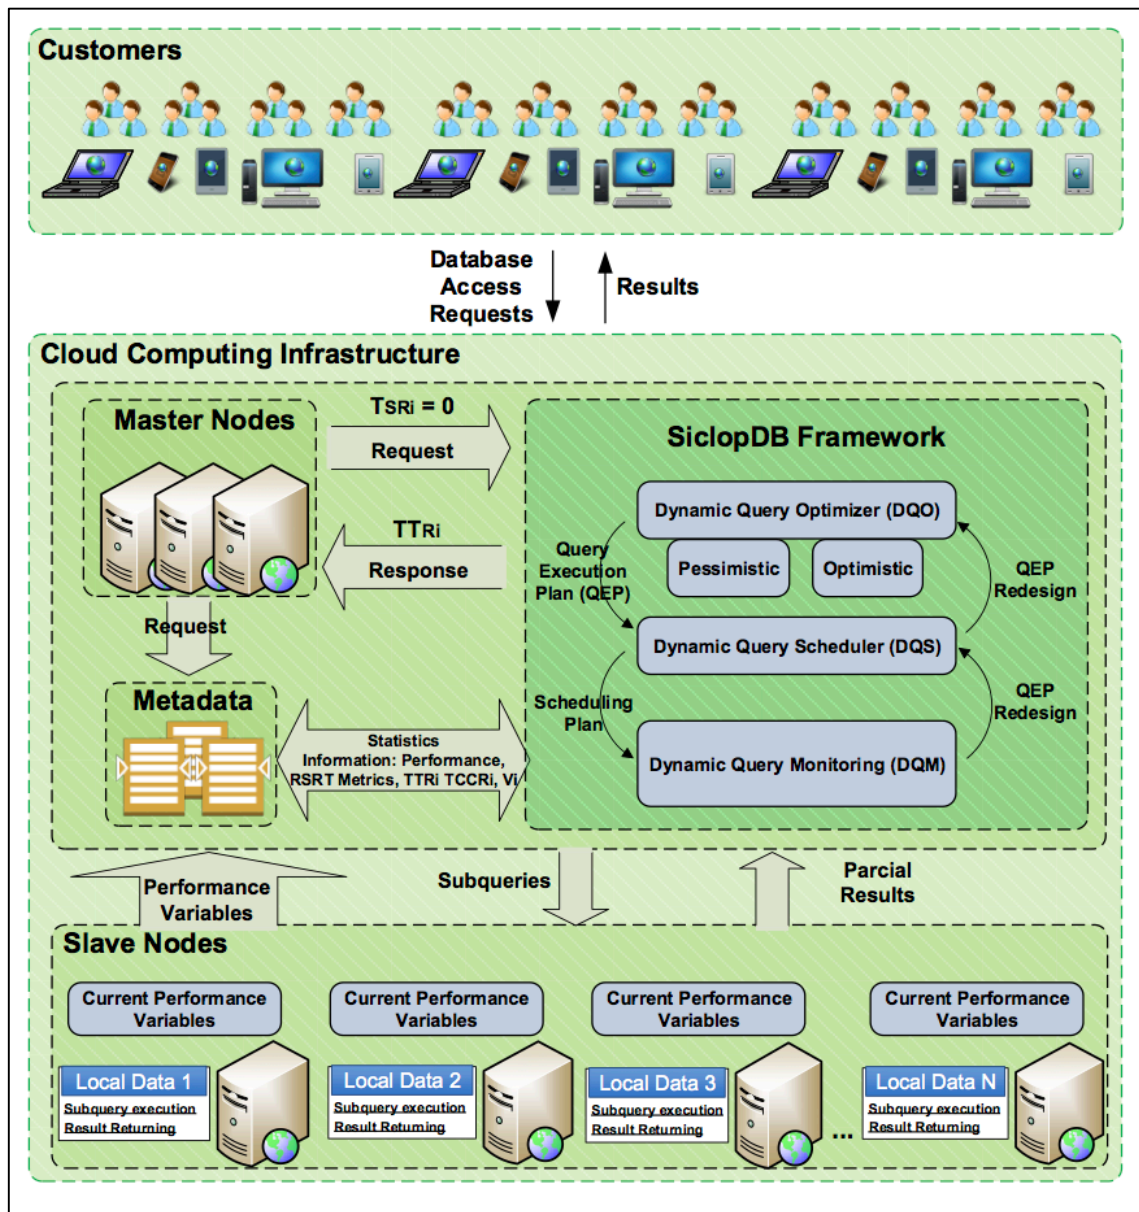 Customers
Database
Access
Requests
Results
Cloud Computing Infrastructure
Master Nodes
TSRi = 0
Request
TTRi
Response
Request
Metadata
Statistics
Information: Performance,
RSRT Metrics, TTRi TCCRi, Vi
SiclopDB Framework
Dynamic Query Optimizer (DQO)
Pessimistic
Optimistic
Query
Execution
Plan (QEP)
QEP
Redesign
Dynamic Query Scheduler (DQS)
Scheduling
Plan
QEP
Redesign
Dynamic Query Monitoring (DQM)
Performance
Variables
Subqueries
Parcial
Results
Slave Nodes
Current Performance
Variables
Local Data 1
Subquery execution
Result Returning
Current Performance
Variables
Local Data 2
Subquery execution
Result Returning
Current Performance
Variables
Local Data 3
Subquery execution
Result Returning
...
Current Performance
Variables
Local Data N
Subquery execution
Result Returning